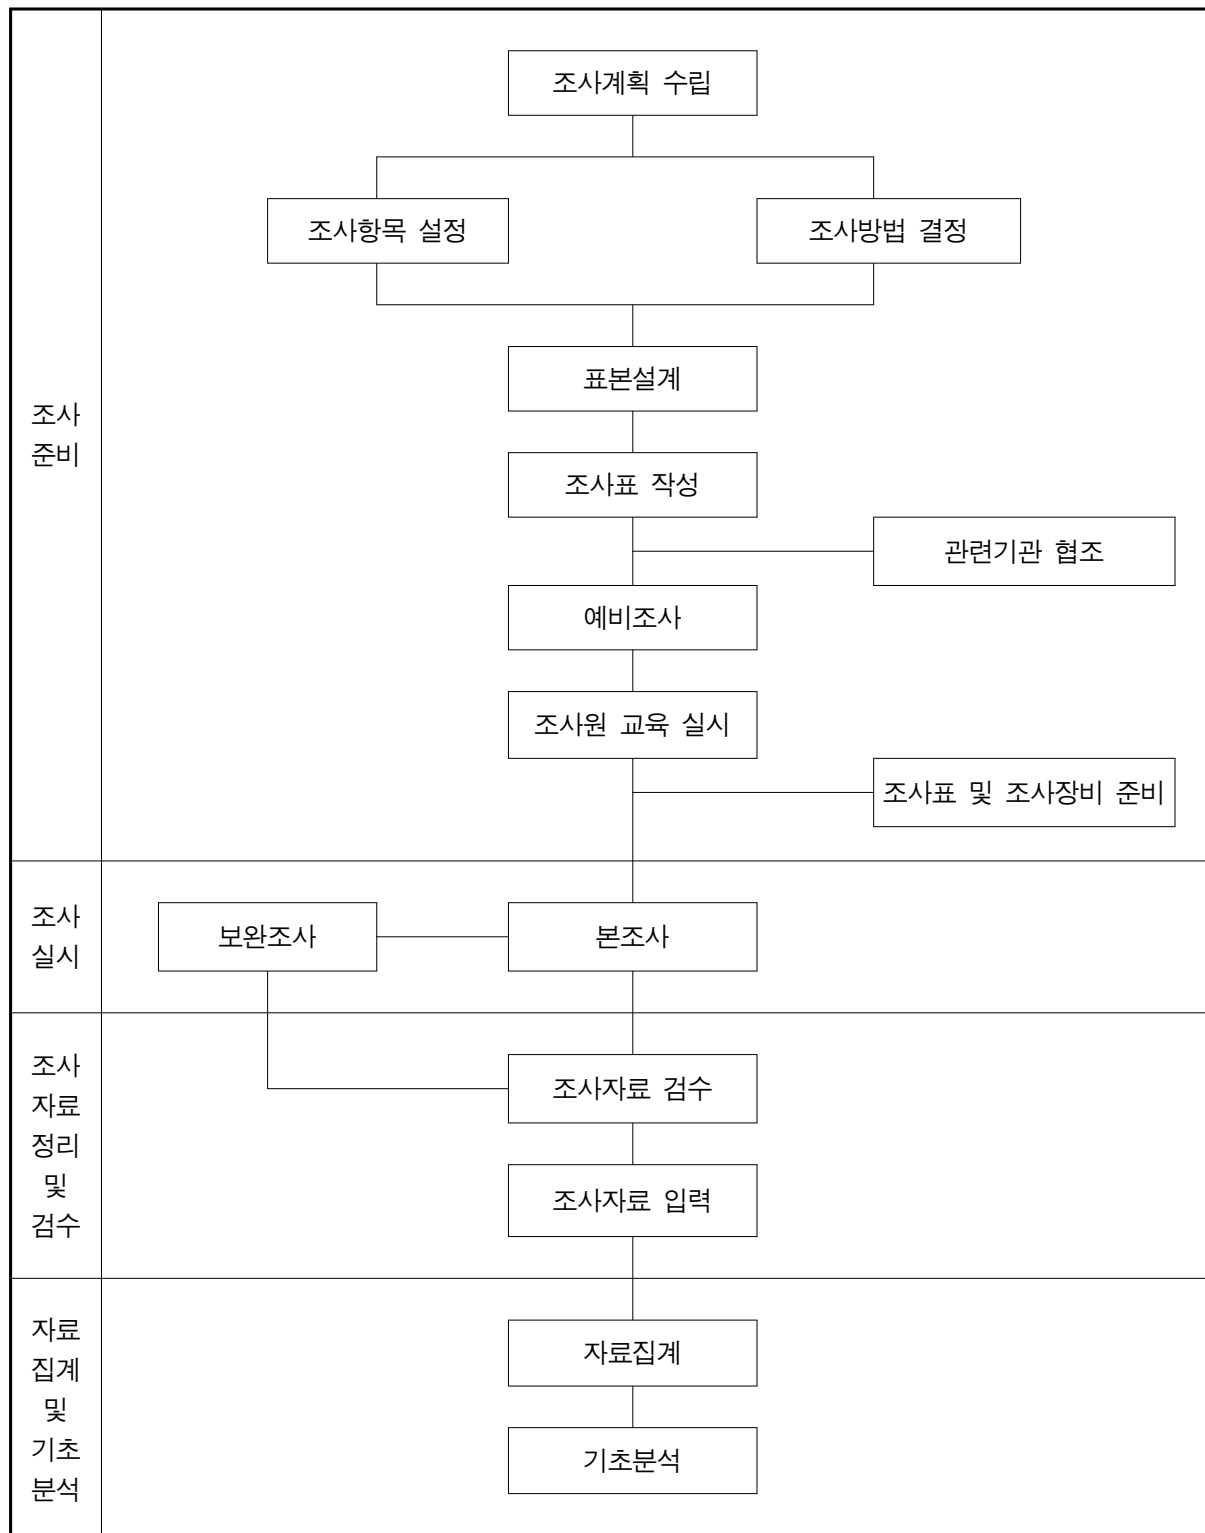 조사계획 수립
조사항목 설정
조사방법 결정
표본설계
조사
준비
조사표 작성
관련기관 협조
예비조사
조사원 교육 실시
조사표 및 조사장비 준비
조사
실시
보완조사
본조사
조사
자료
정리
및
검수
조사자료 검수
조사자료 입력
자료
집계
및
기초
분석
자료집계
기초분석